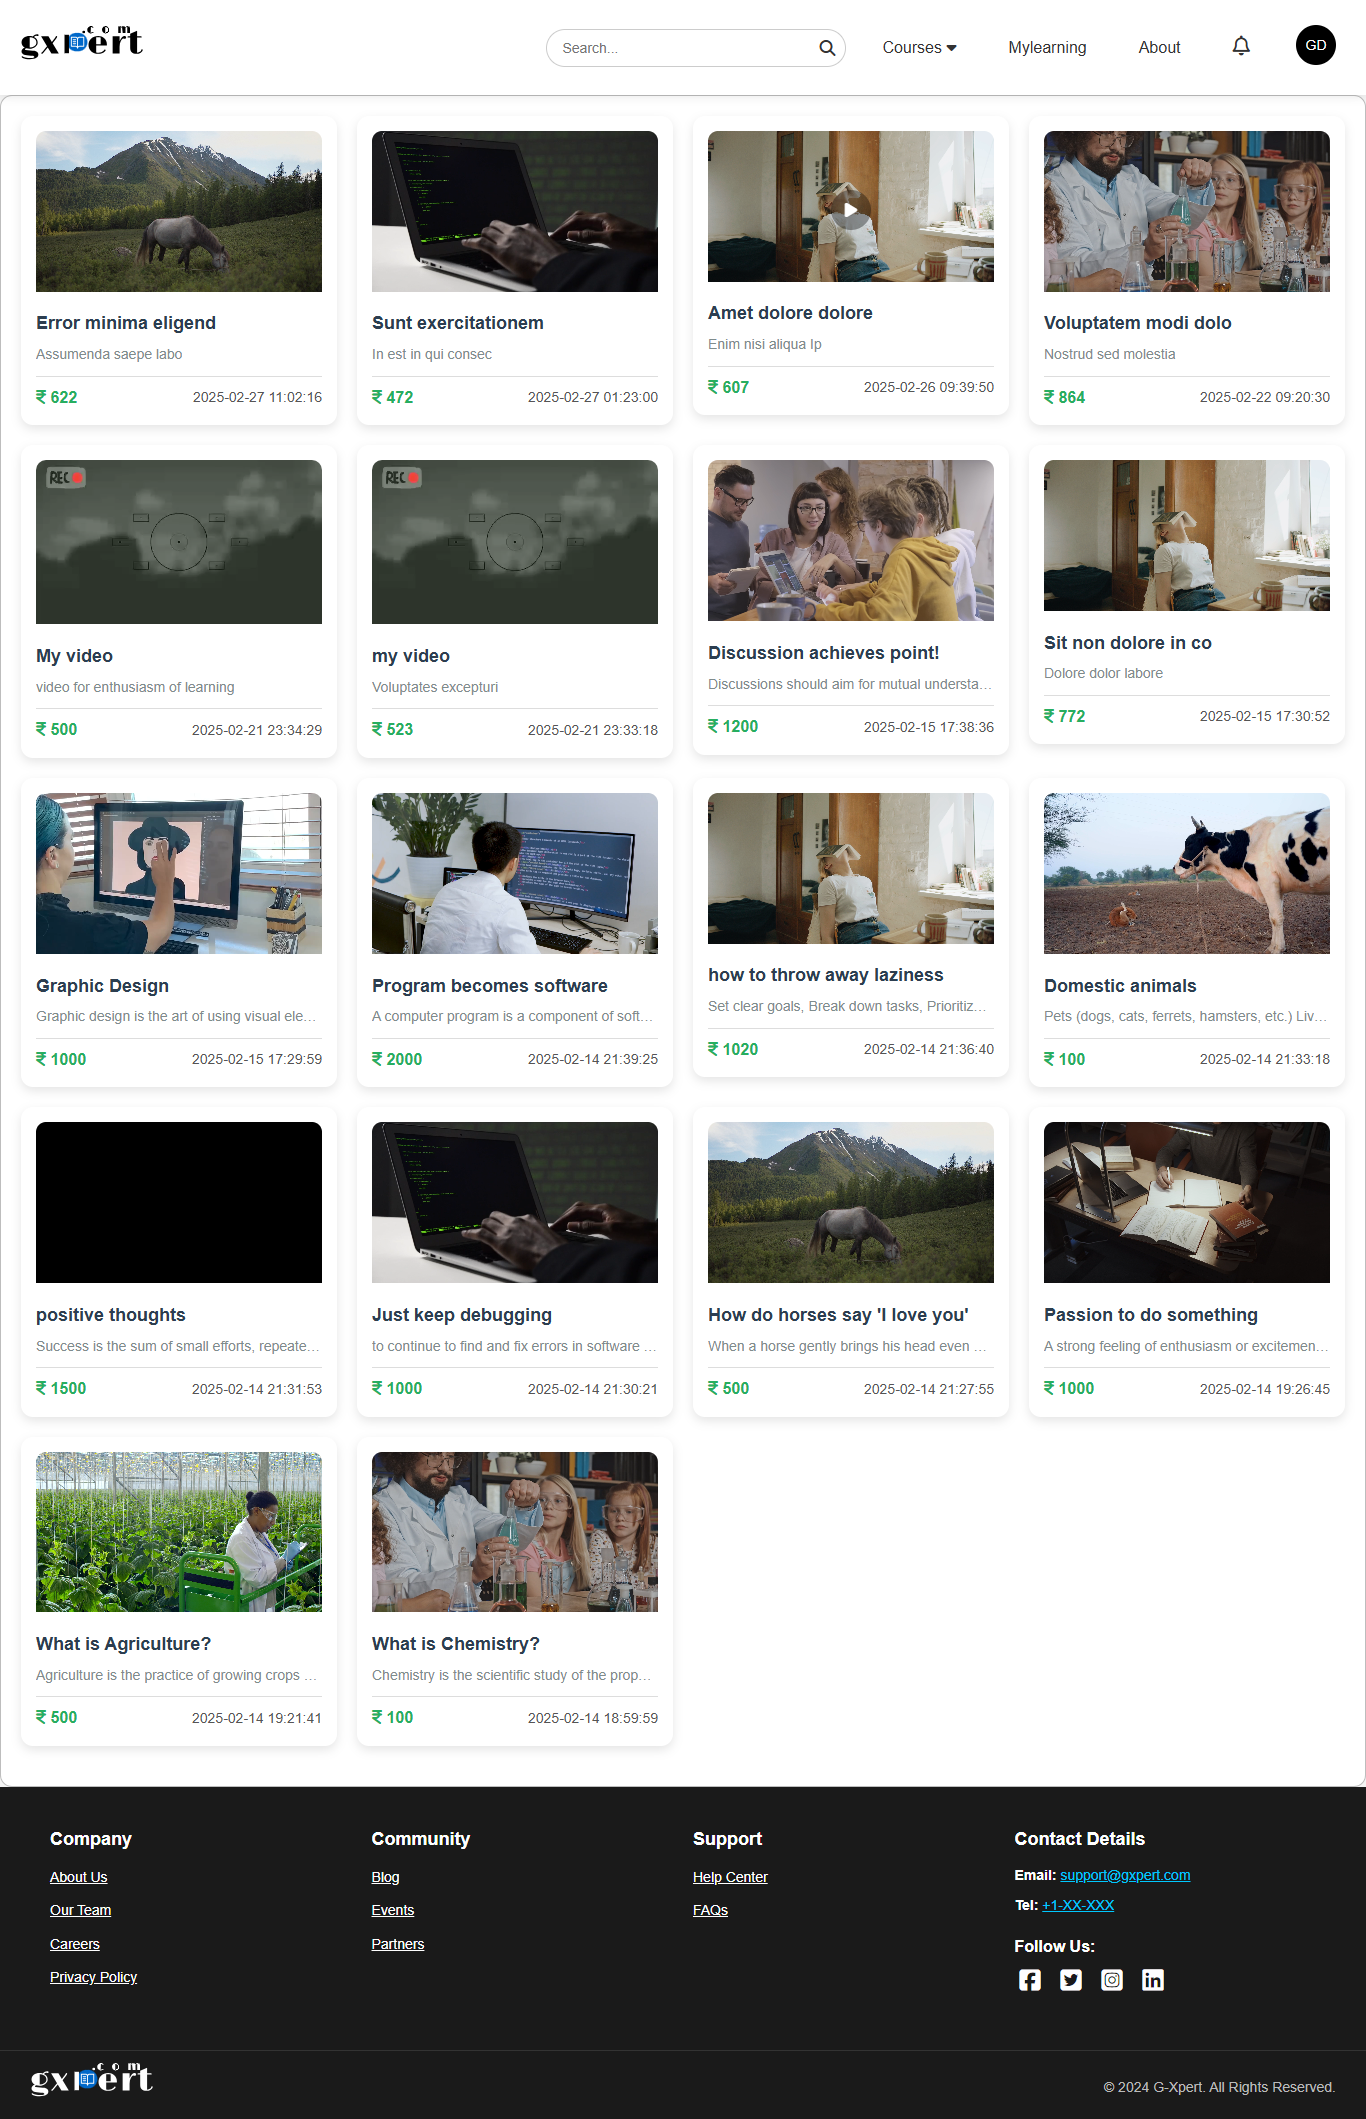 gxpert
.com
Search...
Courses
Mylearning
About
GD
Error minima eligend
Assumenda saepe labo
₹ 622
2025-02-27 11:02:16
Sunt exercitationem
In est in qui consec
₹ 472
2025-02-27 01:23:00
Amet dolore dolore
Enim nisi aliqua Ip
₹ 607
2025-02-26 09:39:50
Voluptatem modi dolo
Nostrud sed molestia
₹ 864
2025-02-22 09:20:30
REC
My video
video for enthusiasm of learning
₹ 500
2025-02-21 23:34:29
REC
my video
Voluptates excepturi
₹ 523
2025-02-21 23:33:18
Discussion achieves point!
Discussions should aim for mutual understa...
₹ 1200
2025-02-15 17:38:36
Sit non dolore in co
Dolore dolor labore
₹ 772
2025-02-15 17:30:52
Graphic Design
Graphic design is the art of using visual ele...
₹ 1000
2025-02-15 17:29:59
Program becomes software
A computer program is a component of soft...
₹ 2000
2025-02-14 21:39:25
how to throw away laziness
Set clear goals, Break down tasks, Prioritiz...
₹ 1020
2025-02-14 21:36:40
Domestic animals
Pets (dogs, cats, ferrets, hamsters, etc.) Liv...
₹ 100
2025-02-14 21:33:18
positive thoughts
Success is the sum of small efforts, repeate...
₹ 1500
2025-02-14 21:31:53
Just keep debugging
to continue to find and fix errors in software ...
₹ 1000
2025-02-14 21:30:21
How do horses say 'I love you'
When a horse gently brings his head even ...
₹ 500
2025-02-14 21:27:55
Passion to do something
A strong feeling of enthusiasm or excitemen...
₹ 1000
2025-02-14 19:26:45
What is Agriculture?
Agriculture is the practice of growing crops ...
₹ 500
2025-02-14 19:21:41
What is Chemistry?
Chemistry is the scientific study of the prop...
₹ 100
2025-02-14 18:59:59
Company
About Us
Our Team
Careers
Privacy Policy
Community
Blog
Events
Partners
Support
Help Center
FAQs
Contact Details
Email: support@gxpert.com
Tel: +1-XX-XXX
Follow Us:
gxpert
.com
© 2024 G-Xpert. All Rights Reserved.